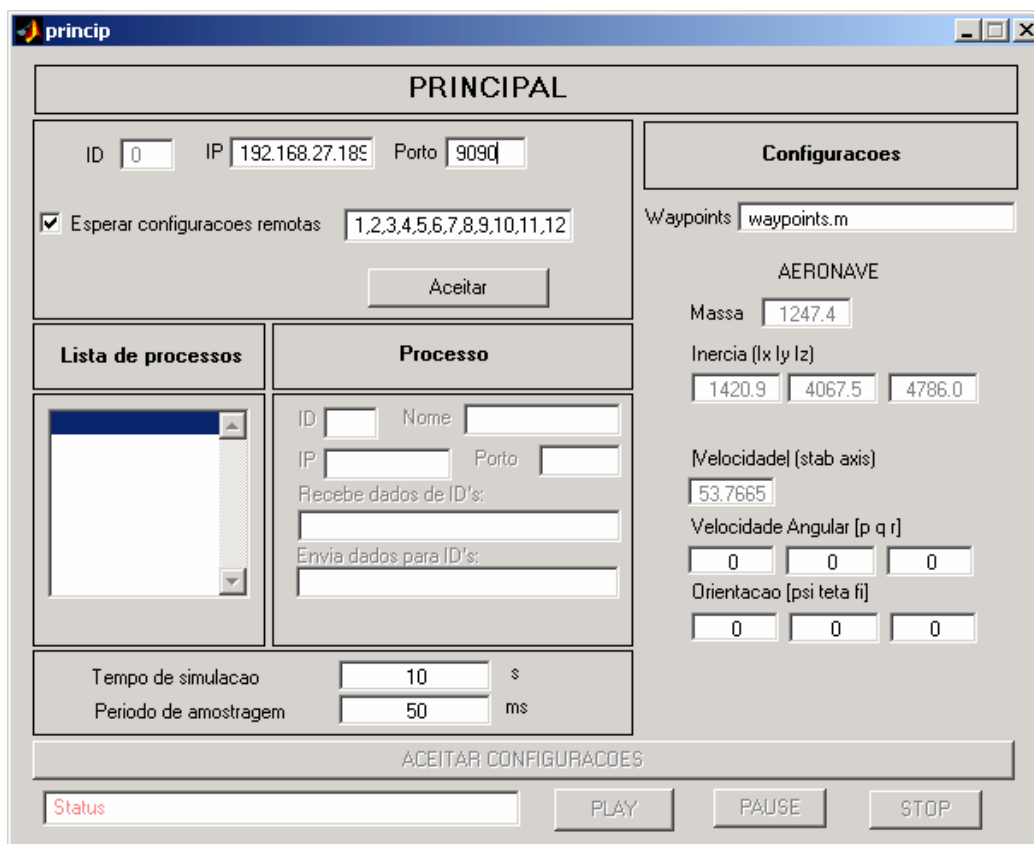 princip
PRINCIPAL
ID 0 IP 192.168.27.189 Porto 9090
Esperar configuracoes remotas 1,2,3,4,5,6,7,8,9,10,11,12
Aceitar
Lista de processos
Processo
ID Nome
IP Porto
Recebe dados de ID's:
Envia dados para ID's:
Tempo de simulacao 10 s
Periodo de amostragem 50 ms
Configuracoes
Waypoints waypoints.m
AERONAVE
Massa 1247.4
Inercia (Ix Iy Iz)
1420.9 4067.5 4786.0
|Velocidade| (stab axis)
53.7665
Velocidade Angular [p q r]
0 0 0
Orientacao [psi teta fi]
0 0 0
ACEITAR CONFIGURACOES
Status PLAY PAUSE STOP